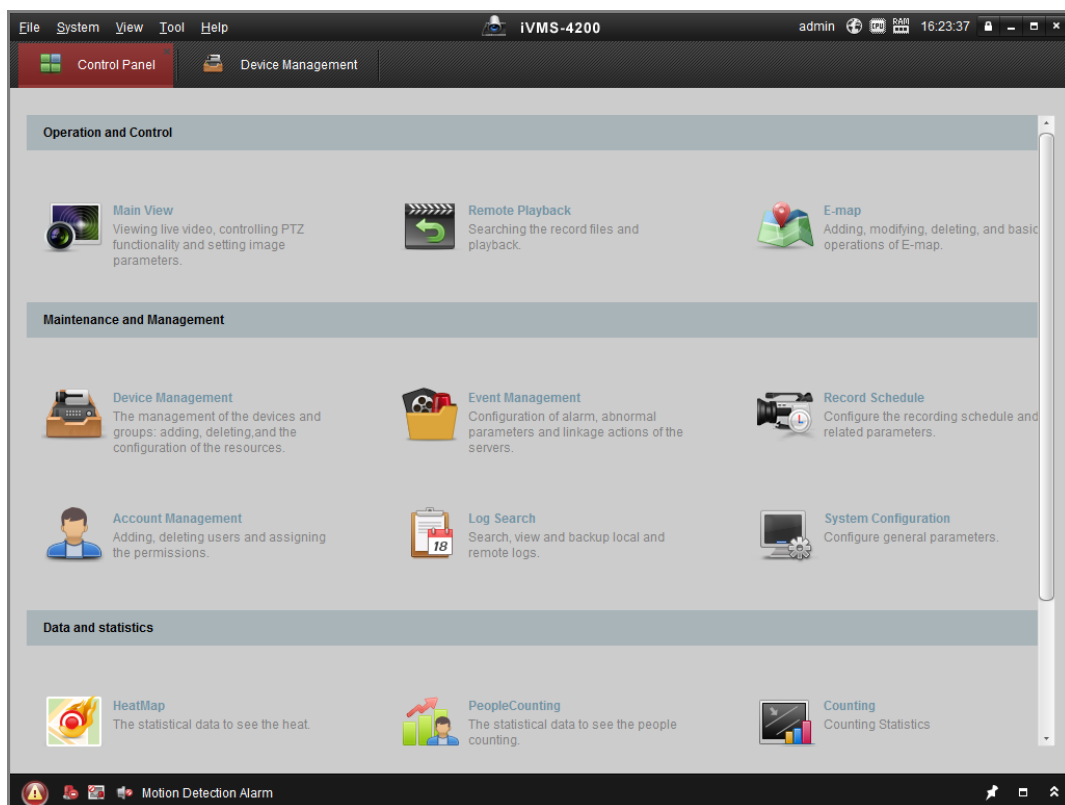 File System View Tool Help iVMS-4200 admin CPU RAM 16:23:37
Control Panel Device Management
Operation and Control
Main View
Viewing live video, controlling PTZ
functionality and setting image
parameters.
Remote Playback
Searching the record files and
playback.
E-map
Adding, modifying, deleting, and basic
operations of E-map.
Maintenance and Management
Device Management
The management of the devices and
groups: adding, deleting,and the
configuration of the resources.
Event Management
Configuration of alarm, abnormal
parameters and linkage actions of the
servers.
Record Schedule
Configure the recording schedule and
related parameters.
Account Management
Adding, deleting users and assigning
the permissions.
18
Log Search
Search, view and backup local and
remote logs.
System Configuration
Configure general parameters.
Data and statistics
HeatMap
The statistical data to see the heat.
PeopleCounting
The statistical data to see the people
counting.
Counting
Counting Statistics
Motion Detection Alarm